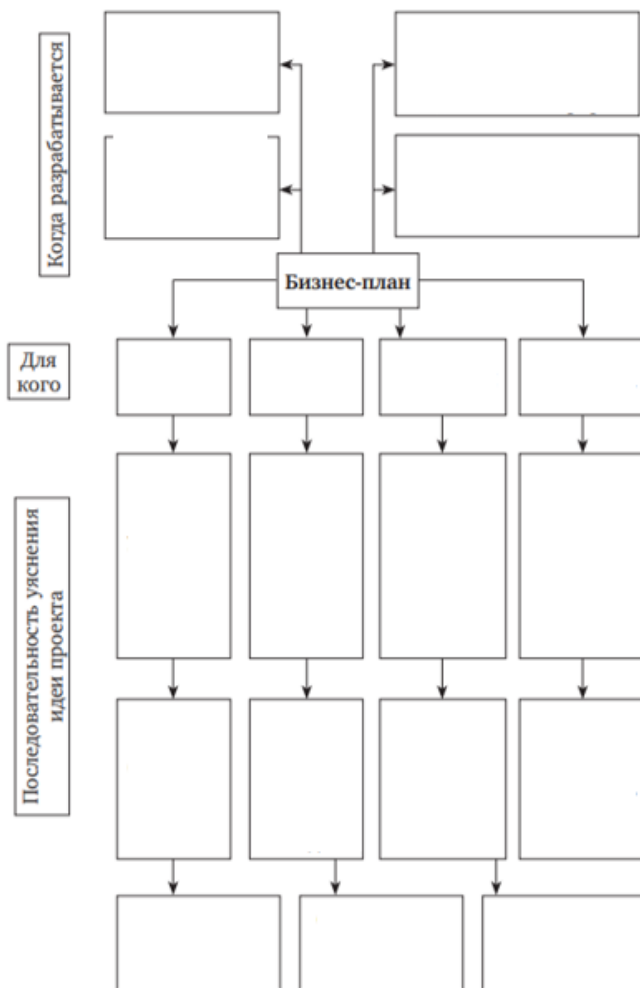 Когда разрабатывается
Бизнес-план
Для
кого
Последовательность уяснения
идеи проекта